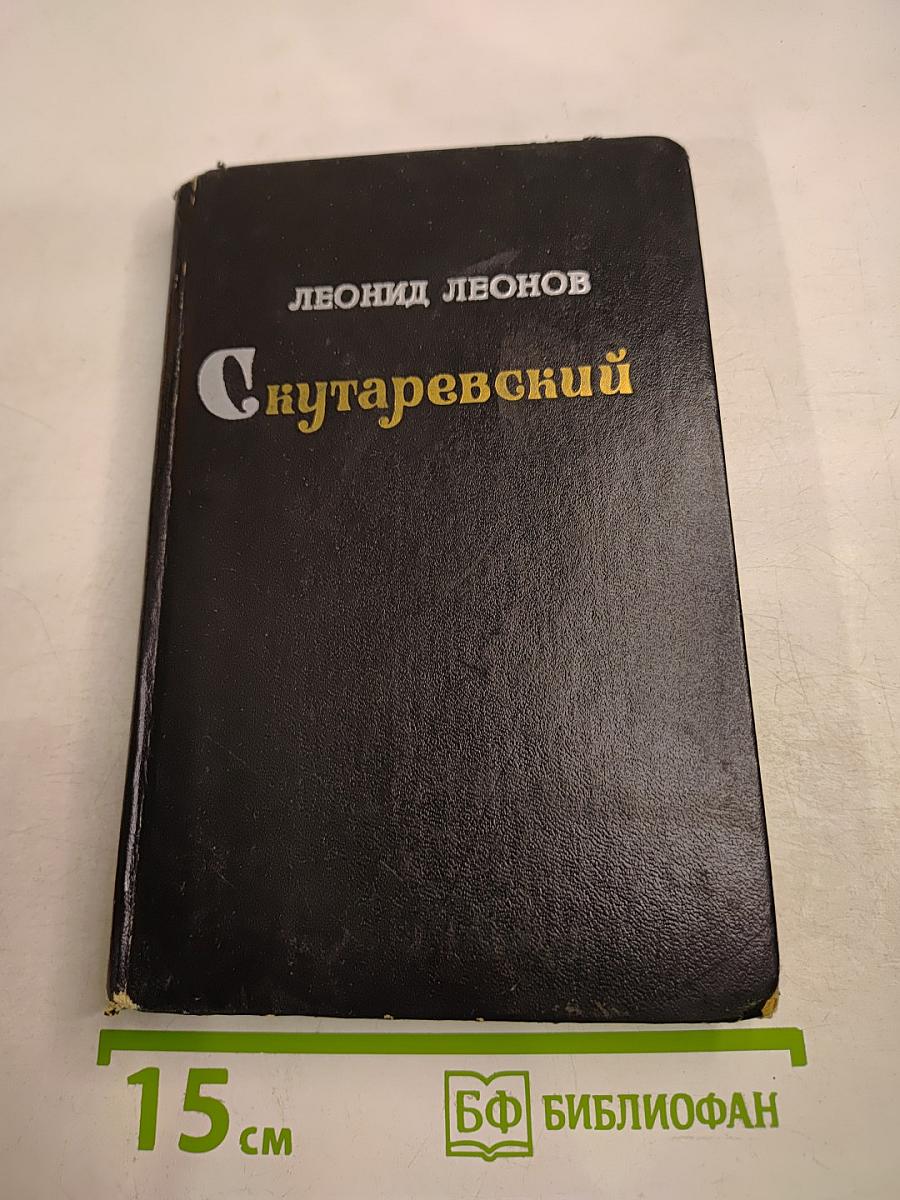 ЛЕОНИД ЛЕОНОВ
Скутаревский
15 см
БФ БИБЛИОФАН